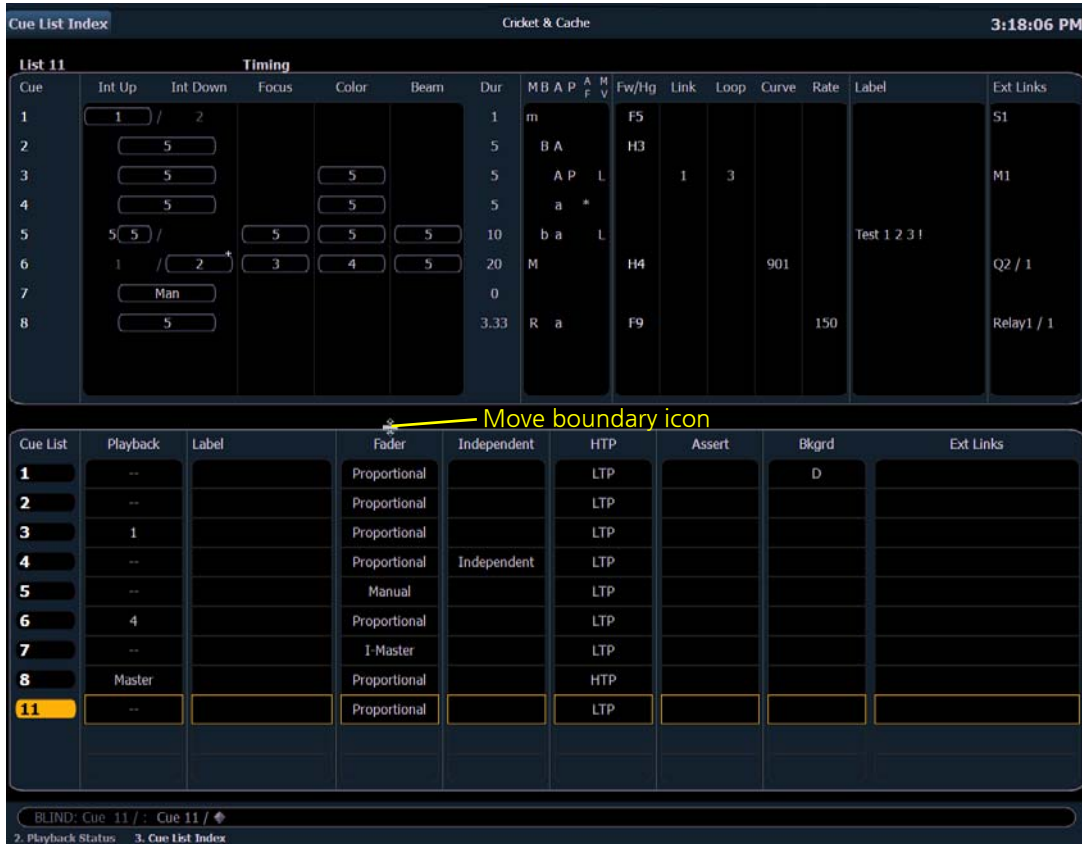 Cue List Index Cricket & Cache 3:18:06 PM
List 11 Timing
Cue Int Up Int Down Focus Color Beam Dur M B A P A F M V Fw/Hg Link Loop Curve Rate Label Ext Links
1 1 / 2 1 m F5 S1
2 5 5 B A H3
3 5 5 5 A P L 1 3 M1
4 5 5 5 a *
5 5 5 / 5 5 5 10 b a L Test 1 2 3 !
6 1 / 2 * 3 4 5 20 M H4 901 Q2 / 1
7 Man 0
8 5 3.33 R a F9 150 Relay1 / 1
Move boundary icon
Cue List Playback Label Fader Independent HTP Assert Bkgrd Ext Links
1 -- Proportional LTP D
2 -- Proportional LTP
3 1 Proportional LTP
4 -- Proportional Independent LTP
5 -- Manual LTP
6 4 Proportional LTP
7 -- I-Master LTP
8 Master Proportional HTP
11 -- Proportional LTP
BLIND: Cue 11 / : Cue 11 / ◆
2. Playback Status 3. Cue List Index